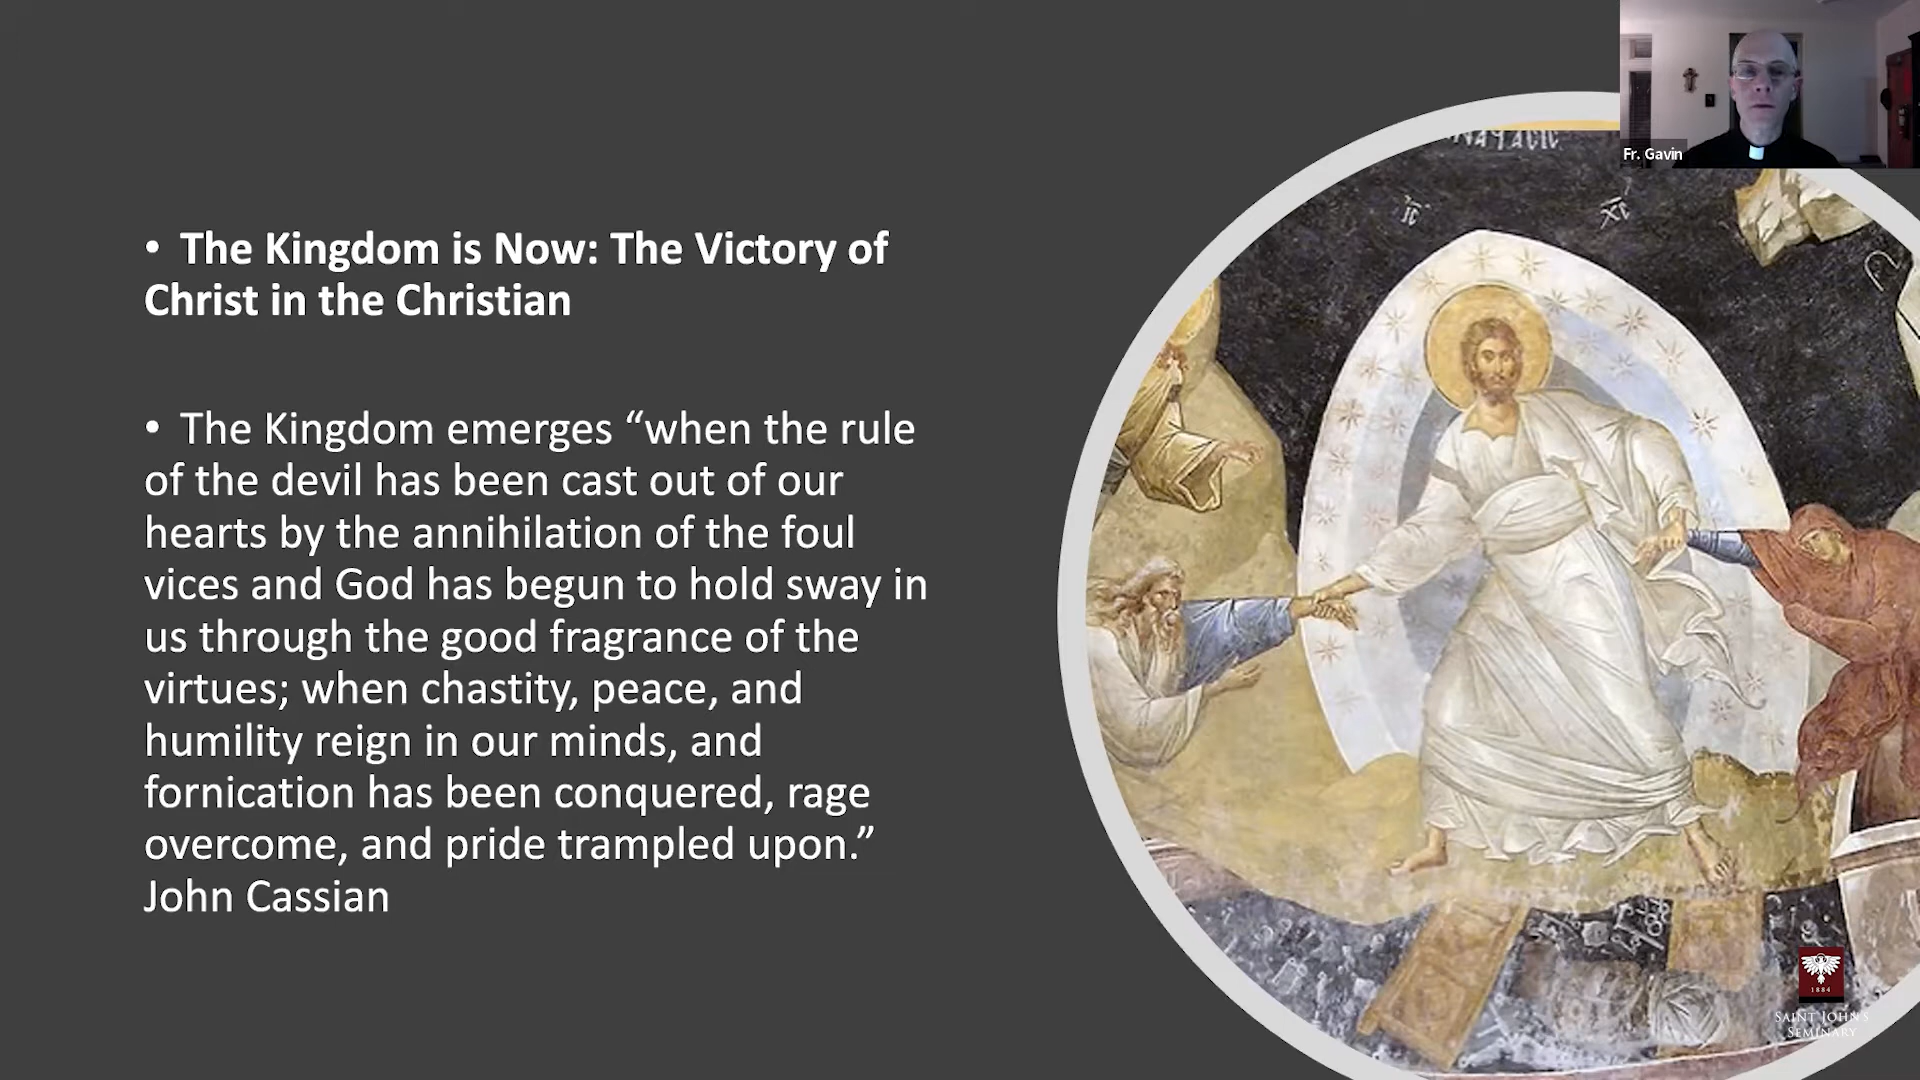 Fr. Gavin
• The Kingdom is Now: The Victory of
Christ in the Christian
• The Kingdom emerges “when the rule
of the devil has been cast out of our
hearts by the annihilation of the foul
vices and God has begun to hold sway in
us through the good fragrance of the
virtues; when chastity, peace, and
humility reign in our minds, and
fornication has been conquered, rage
overcome, and pride trampled upon.”
John Cassian
IC XC
1884
SAINT JOHN'S
SEMINARY